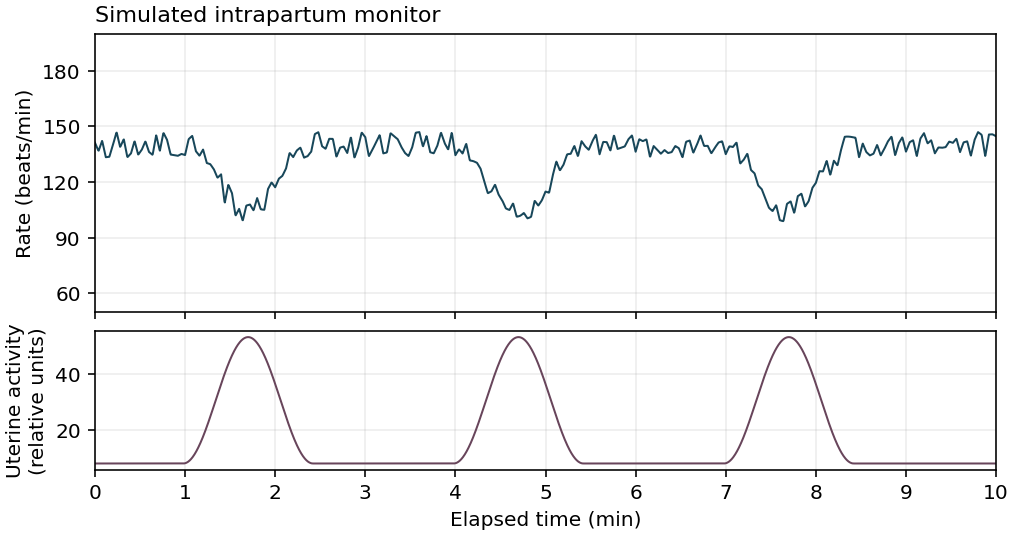 Simulated intrapartum monitor
Rate (beats/min)
180
150
120
90
60
Uterine activity
(relative units)
40
20
0 1 2 3 4 5 6 7 8 9 10
Elapsed time (min)